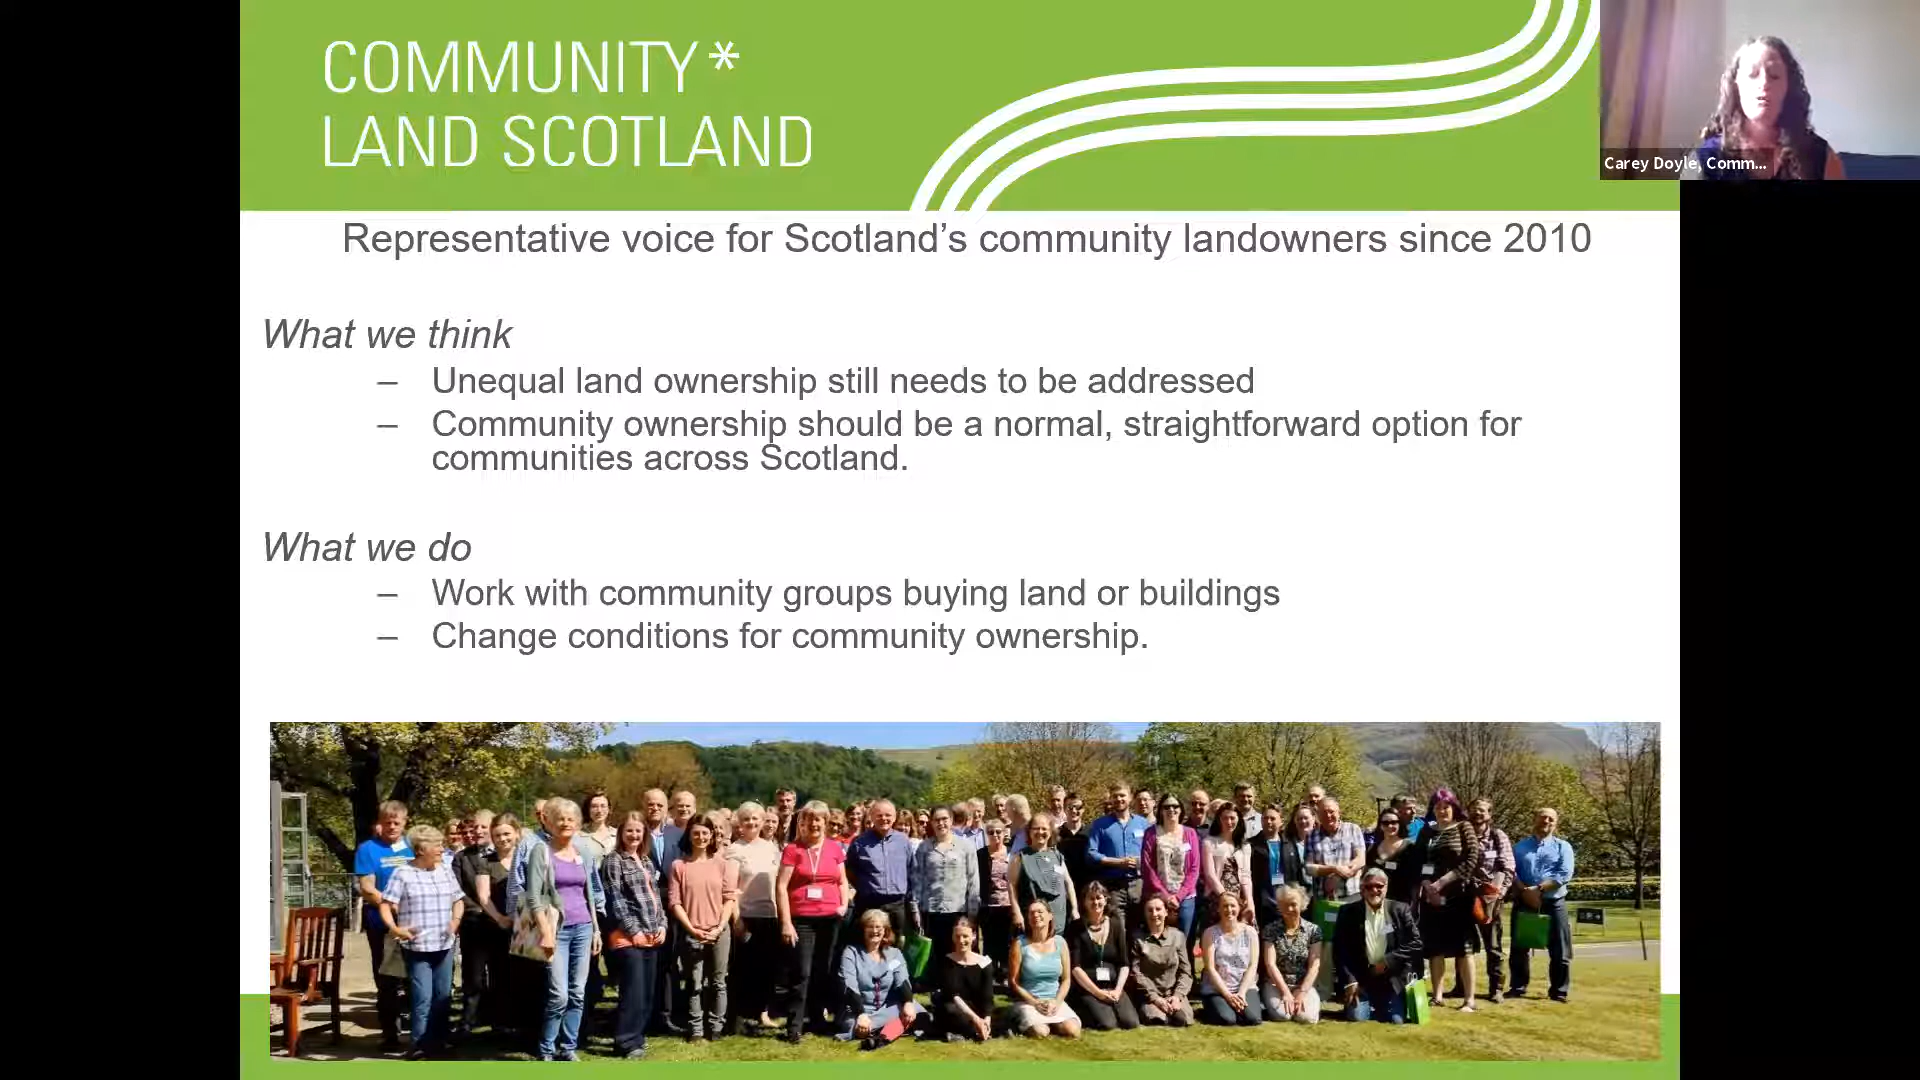 COMMUNITY*
LAND SCOTLAND
Carey Doyle, Comm...
Representative voice for Scotland’s community landowners since 2010
What we think
– Unequal land ownership still needs to be addressed
– Community ownership should be a normal, straightforward option for
communities across Scotland.
What we do
– Work with community groups buying land or buildings
– Change conditions for community ownership.